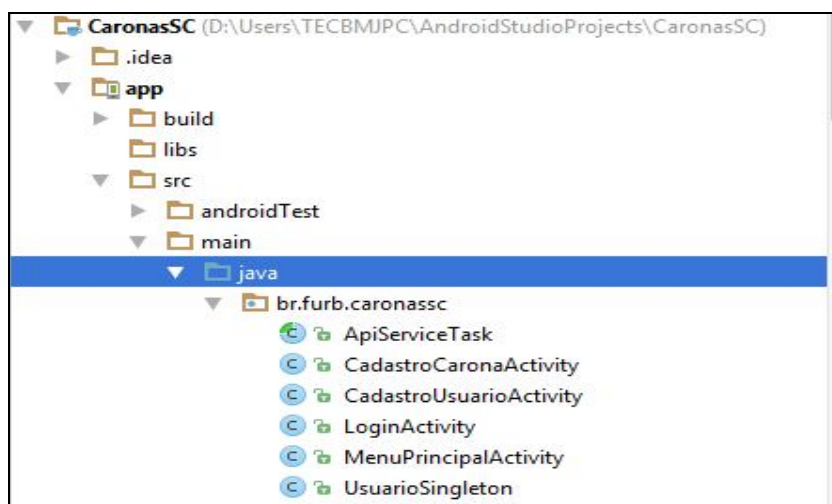 CaronasSC (D:\Users\TECBMJPC\AndroidStudioProjects\CaronasSC)
.idea
app
build
libs
src
androidTest
main
java
br.furb.caronassc
ApiServiceTask
CadastroCaronaActivity
CadastroUsuarioActivity
LoginActivity
MenuPrincipalActivity
UsuarioSingleton